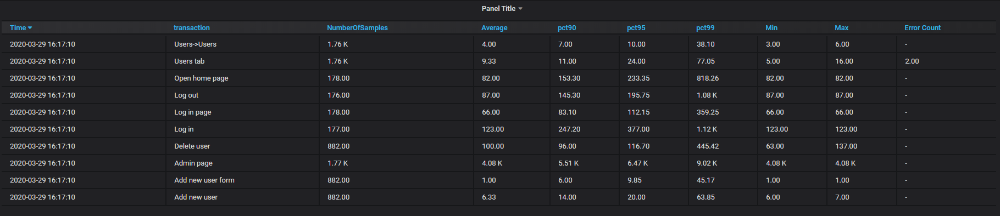 Panel Title
Time transaction NumberOfSamples Average pct90 pct95 pct99 Min Max Error Count
2020-03-29 16:17:10 Users->Users 1.76 K 4.00 7.00 10.00 38.10 3.00 6.00 -
2020-03-29 16:17:10 Users tab 1.76 K 9.33 11.00 24.00 77.05 5.00 16.00 2.00
2020-03-29 16:17:10 Open home page 178.00 82.00 153.30 233.35 818.26 82.00 82.00 -
2020-03-29 16:17:10 Log out 176.00 87.00 145.30 195.75 1.08 K 87.00 87.00 -
2020-03-29 16:17:10 Log in page 178.00 66.00 83.10 112.15 359.25 66.00 66.00 -
2020-03-29 16:17:10 Log in 177.00 123.00 247.20 377.00 1.12 K 123.00 123.00 -
2020-03-29 16:17:10 Delete user 882.00 100.00 96.00 116.70 445.42 63.00 137.00 -
2020-03-29 16:17:10 Admin page 1.77 K 4.08 K 5.51 K 6.47 K 9.02 K 4.08 K 4.08 K -
2020-03-29 16:17:10 Add new user form 882.00 1.00 6.00 9.85 45.17 1.00 1.00 -
2020-03-29 16:17:10 Add new user 882.00 6.33 14.00 20.00 63.85 6.00 7.00 -